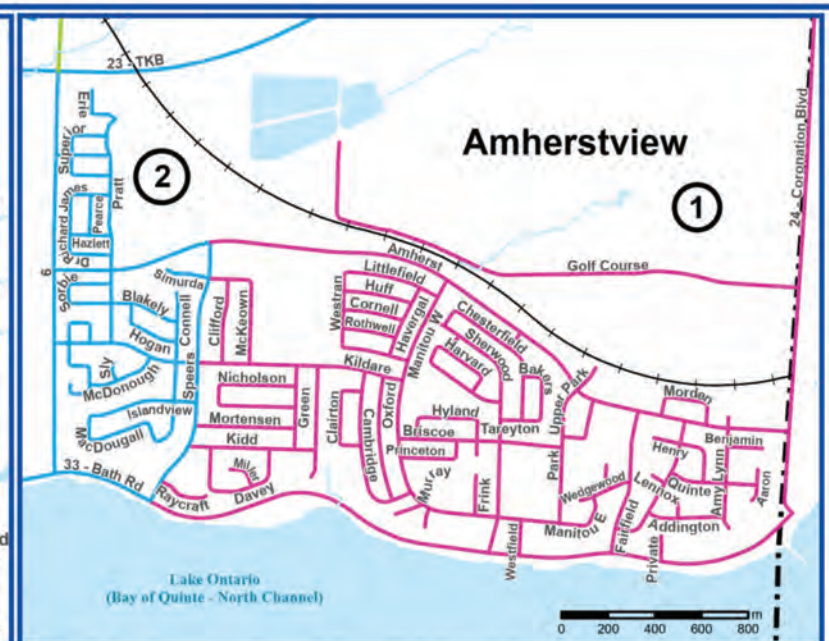 23 - TKB
Erie
Superior
Richard James
Pearce
Pratt
Hazlett
Dr
6
Sorbie
2
Amherstview
1
24 - Coronation Blvd
Golf Course
Amherst
Littlefield
Huff
Cornell
Rothwell
Westran
Havergal
Manitou W
Chesterfield
Sherwood
Harvard
Bakers
Upper Park
Simurda
Blakely
Connell
Hogan
Clifford
McKeown
Sly
McDonough
Speers
Islandview
MacDougall
33 - Bath Rd
Kildare
Nicholson
Green
Mortensen
Kidd
Miller
Davey
Raycraft
Clairton
Cambridge
Oxford
Hyland
Briscoe
Princeton
Tareyton
Murray
Frink
Park
Wedgewood
Manitou E
Westfield
Fairfield
Morden
Henry
Benjamin
Lennox
Quinte
Amy Lynn
Aaron
Addington
Private
d
Lake Ontario
(Bay of Quinte - North Channel)
m
0 200 400 600 800